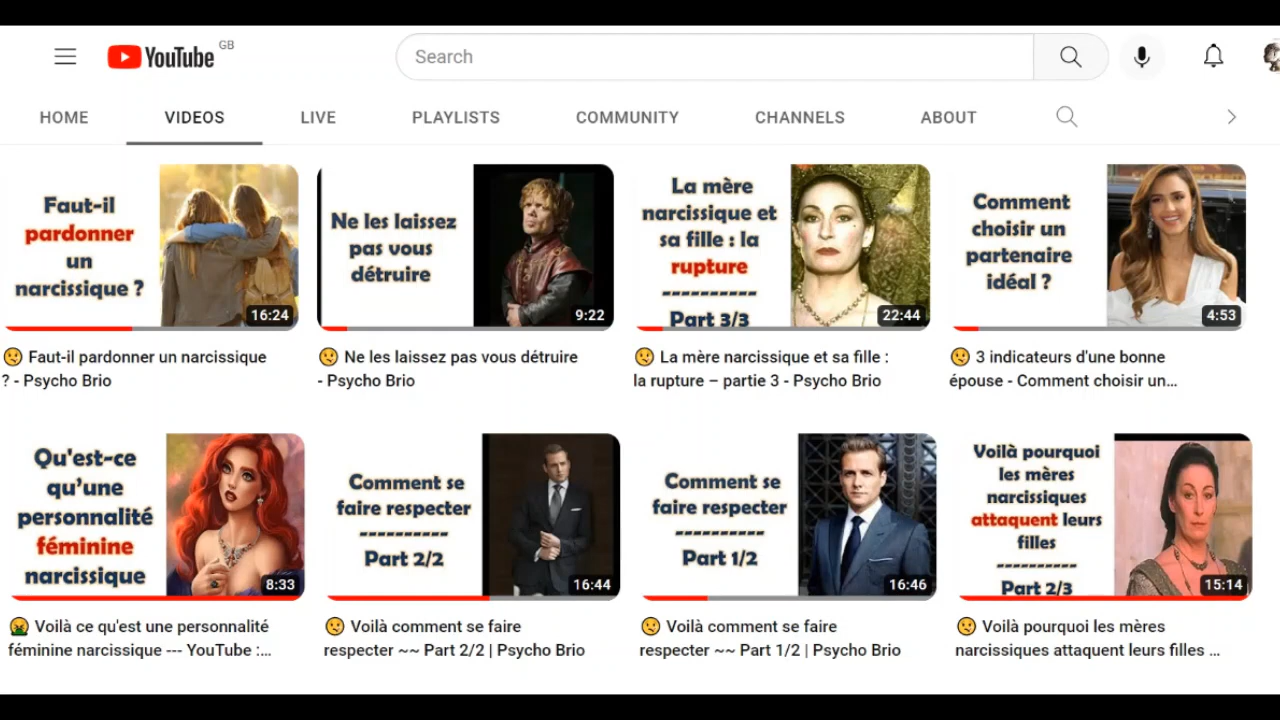 YouTube GB
Search
HOME
VIDEOS
LIVE
PLAYLISTS
COMMUNITY
CHANNELS
ABOUT
Faut-il
pardonner
un
narcissique ?
16:24
Ne les laissez
pas vous
détruire
9:22
La mère
narcissique et
sa fille : la
rupture
----------
Part 3/3
22:44
Comment
choisir un
partenaire
idéal ?
4:53
🤨 Faut-il pardonner un narcissique
? - Psycho Brio
🤨 Ne les laissez pas vous détruire
- Psycho Brio
🤨 La mère narcissique et sa fille :
la rupture – partie 3 - Psycho Brio
🤨 3 indicateurs d'une bonne
épouse - Comment choisir un...
Qu'est-ce
qu’une
personnalité
féminine
narcissique
8:33
Comment se
faire respecter
----------
Part 2/2
16:44
Comment se
faire respecter
----------
Part 1/2
16:46
Voilà pourquoi
les mères
narcissiques
attaquent leurs
filles
----------
Part 2/3
15:14
🤮 Voilà ce qu'est une personnalité
féminine narcissique --- YouTube :...
🤨 Voilà comment se faire
respecter ~~ Part 2/2 | Psycho Brio
🤨 Voilà comment se faire
respecter ~~ Part 1/2 | Psycho Brio
🤨 Voilà pourquoi les mères
narcissiques attaquent leurs filles ...